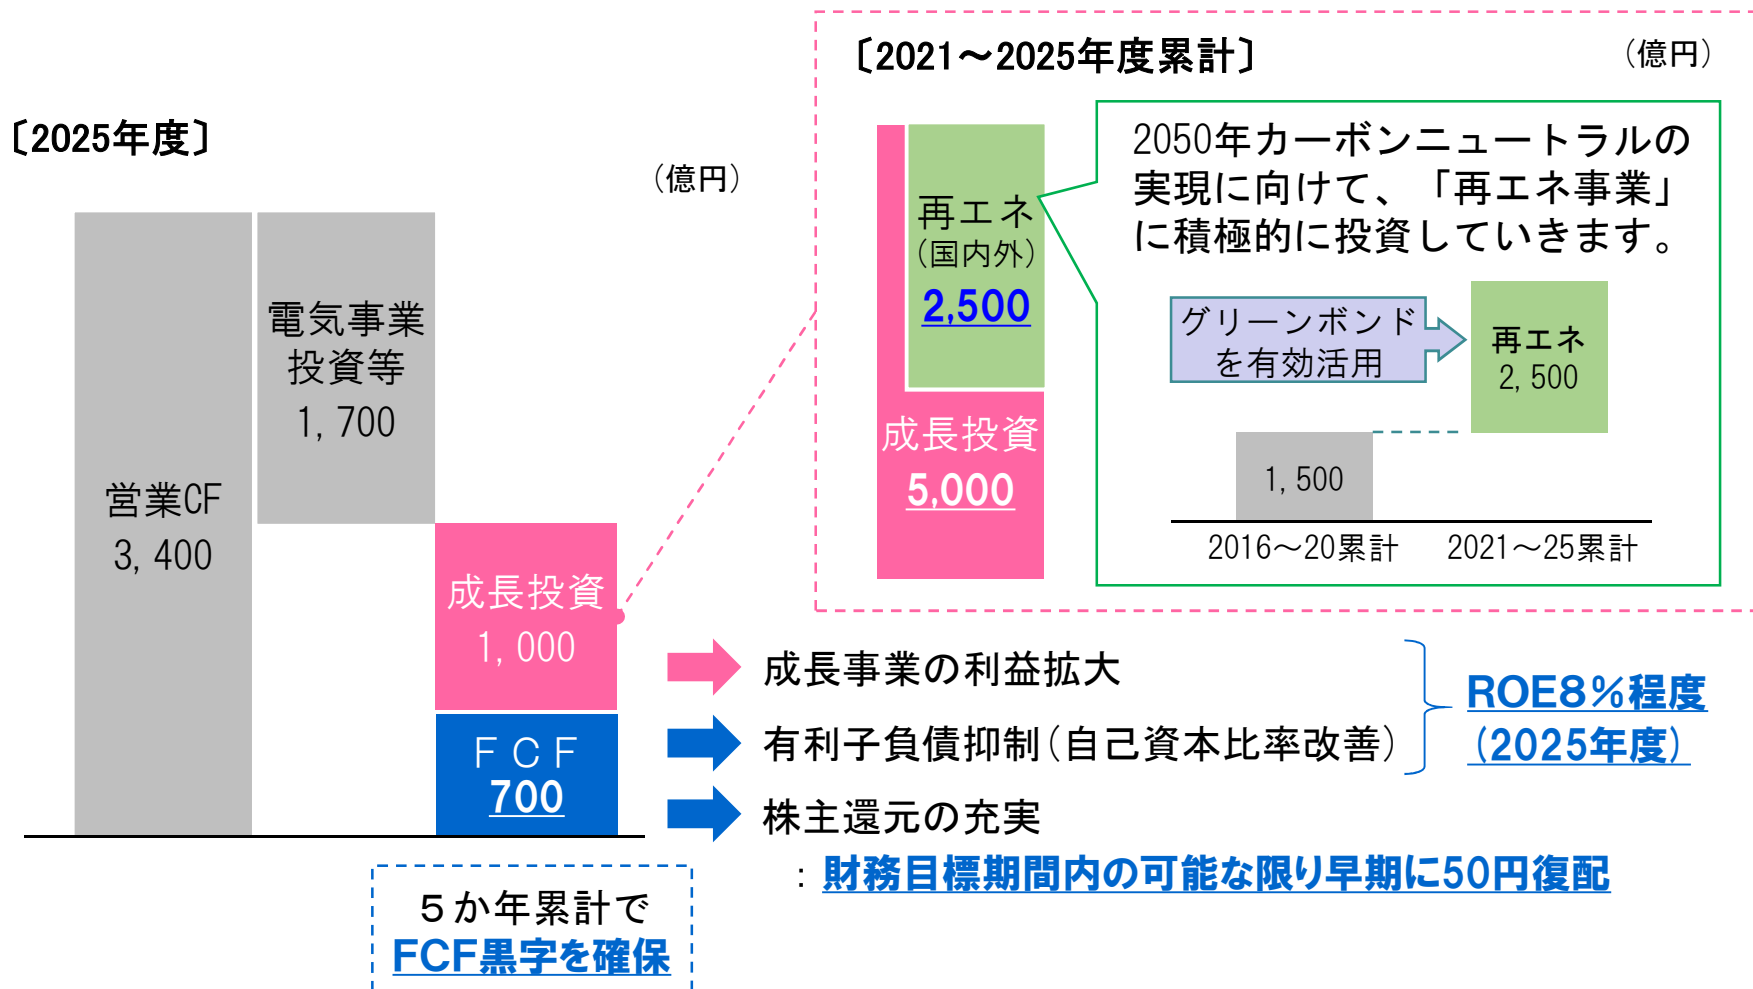 〔2025年度〕
（億円）
営業CF
3,400
電気事業
投資等
1,700
成長投資
1,000
ＦＣＦ
700
５か年累計で
FCF黒字を確保
〔2021～2025年度累計〕
（億円）
再エネ
（国内外）
2,500
成長投資
5,000
2050年カーボンニュートラルの
実現に向けて、「再エネ事業」
に積極的に投資していきます。
グリーンボンド
を有効活用
再エネ
2,500
1,500
2016～20累計
2021～25累計
成長事業の利益拡大
有利子負債抑制（自己資本比率改善）
株主還元の充実
：財務目標期間内の可能な限り早期に50円復配
ROE８％程度
（2025年度）